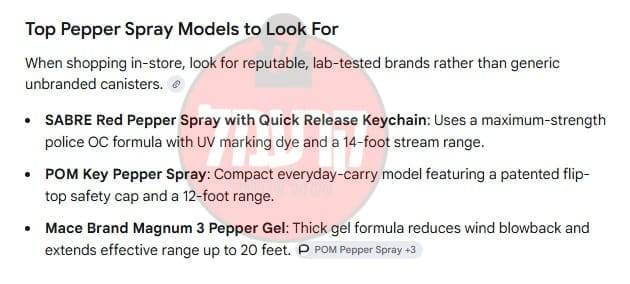 Top Pepper Spray Models to Look For
When shopping in-store, look for reputable, lab-tested brands rather than generic
unbranded canisters.
SABRE Red Pepper Spray with Quick Release Keychain: Uses a maximum-strength
police OC formula with UV marking dye and a 14-foot stream range.
POM Key Pepper Spray: Compact everyday-carry model featuring a patented flip-
top safety cap and a 12-foot range.
Mace Brand Magnum 3 Pepper Gel: Thick gel formula reduces wind blowback and
extends effective range up to 20 feet. POM Pepper Spray +3